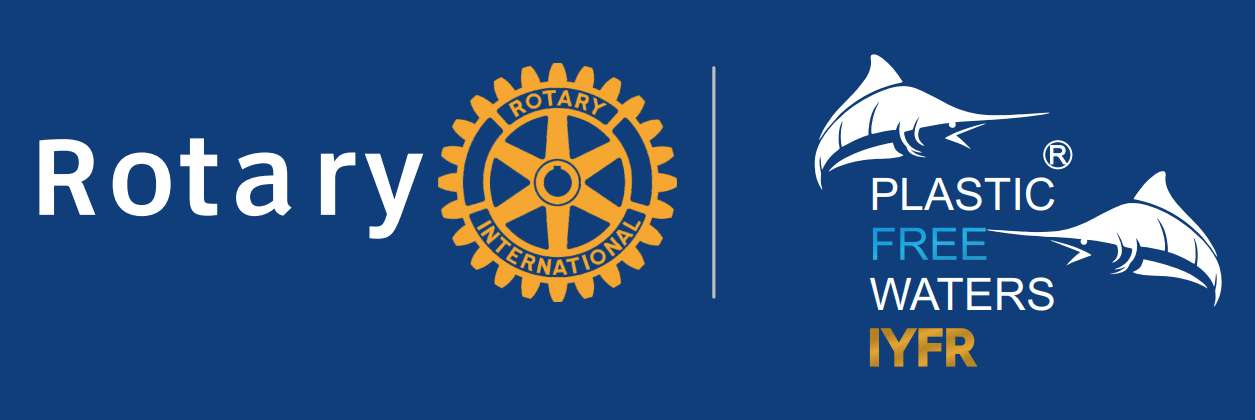 Rotary
ROTARY
INTERNATIONAL
PLASTIC ®
FREE
WATERS
IYFR